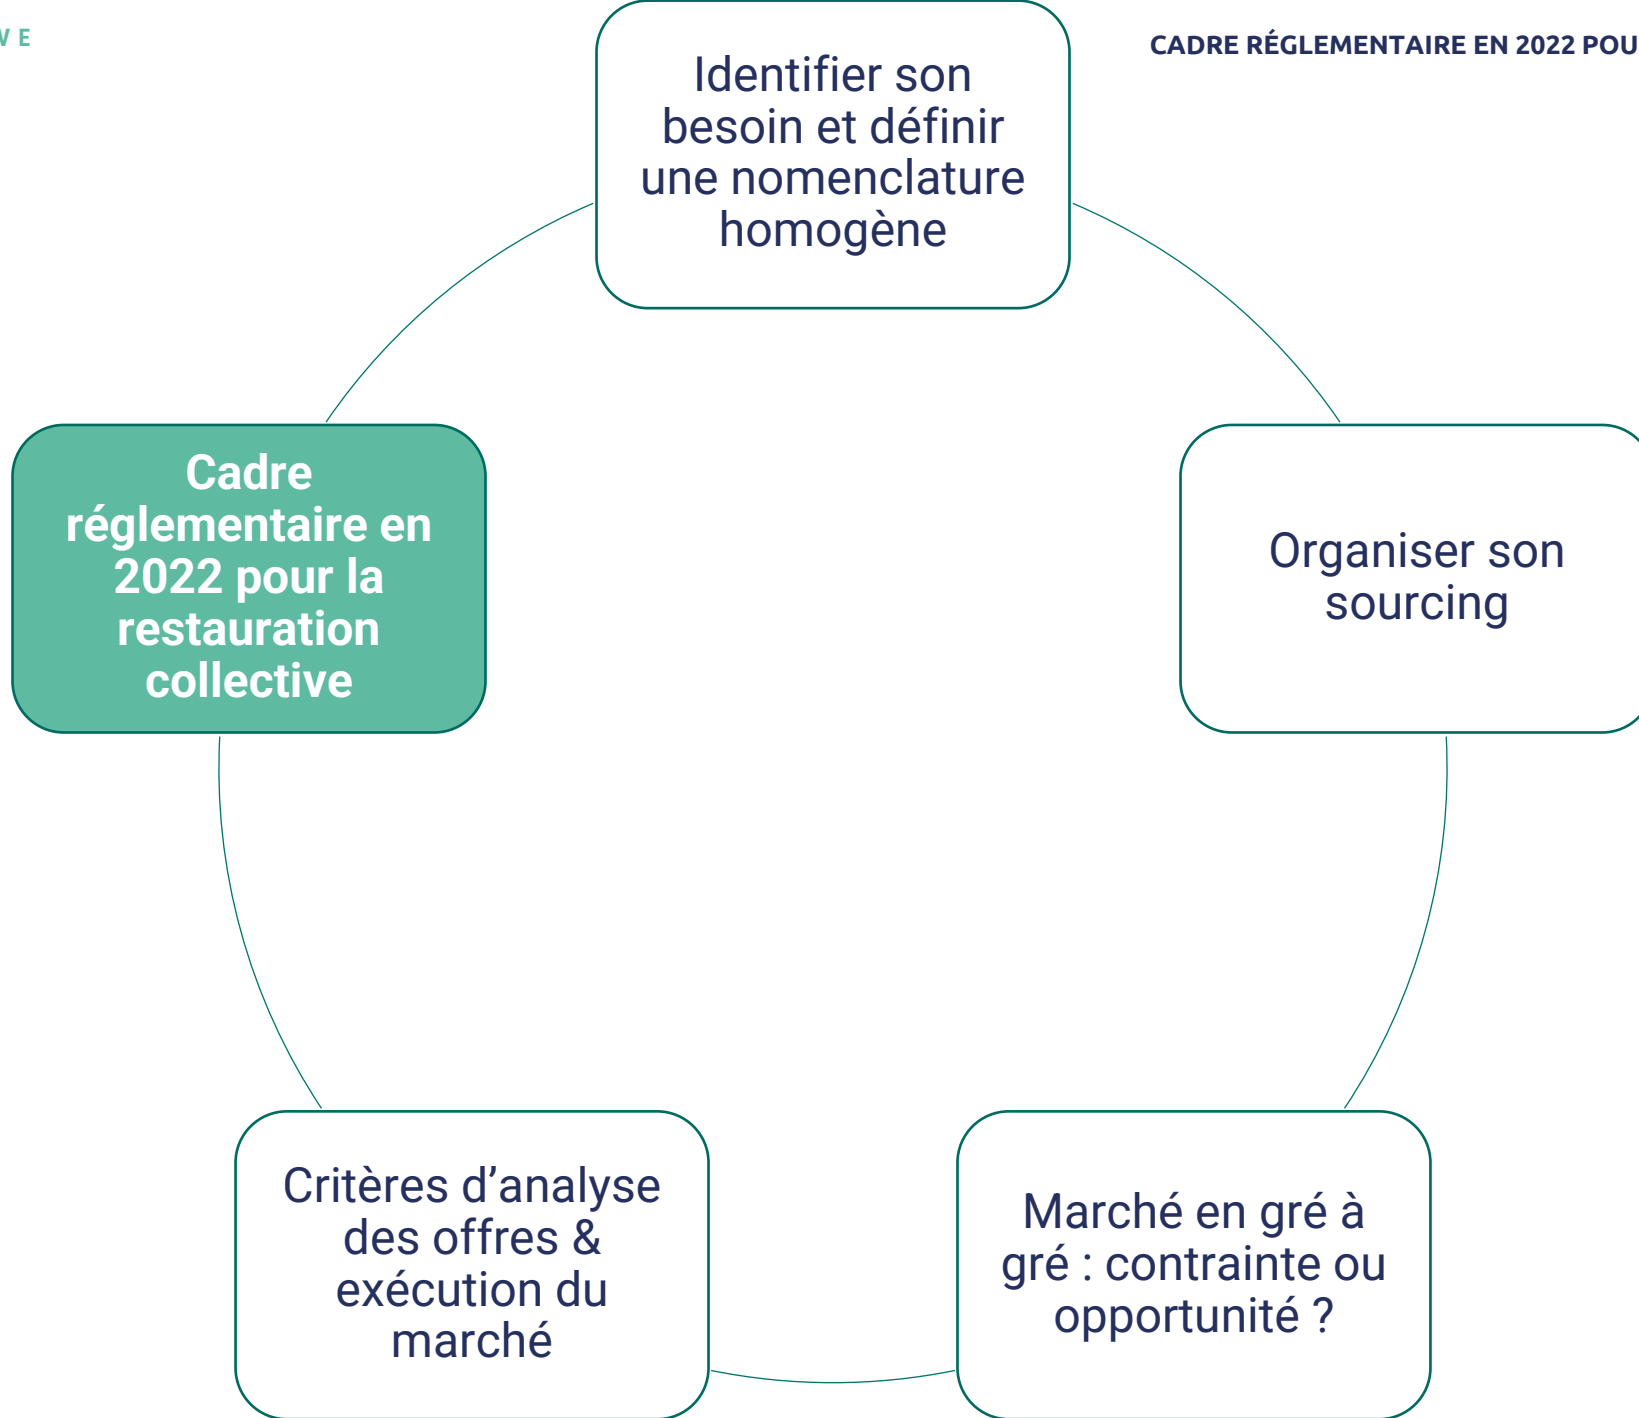 V E
CADRE RÉGLEMENTAIRE EN 2022 POU
Identifier son
besoin et définir
une nomenclature
homogène
Cadre
réglementaire en
2022 pour la
restauration
collective
Organiser son
sourcing
Critères d’analyse
des offres &
exécution du
marché
Marché en gré à
gré : contrainte ou
opportunité ?